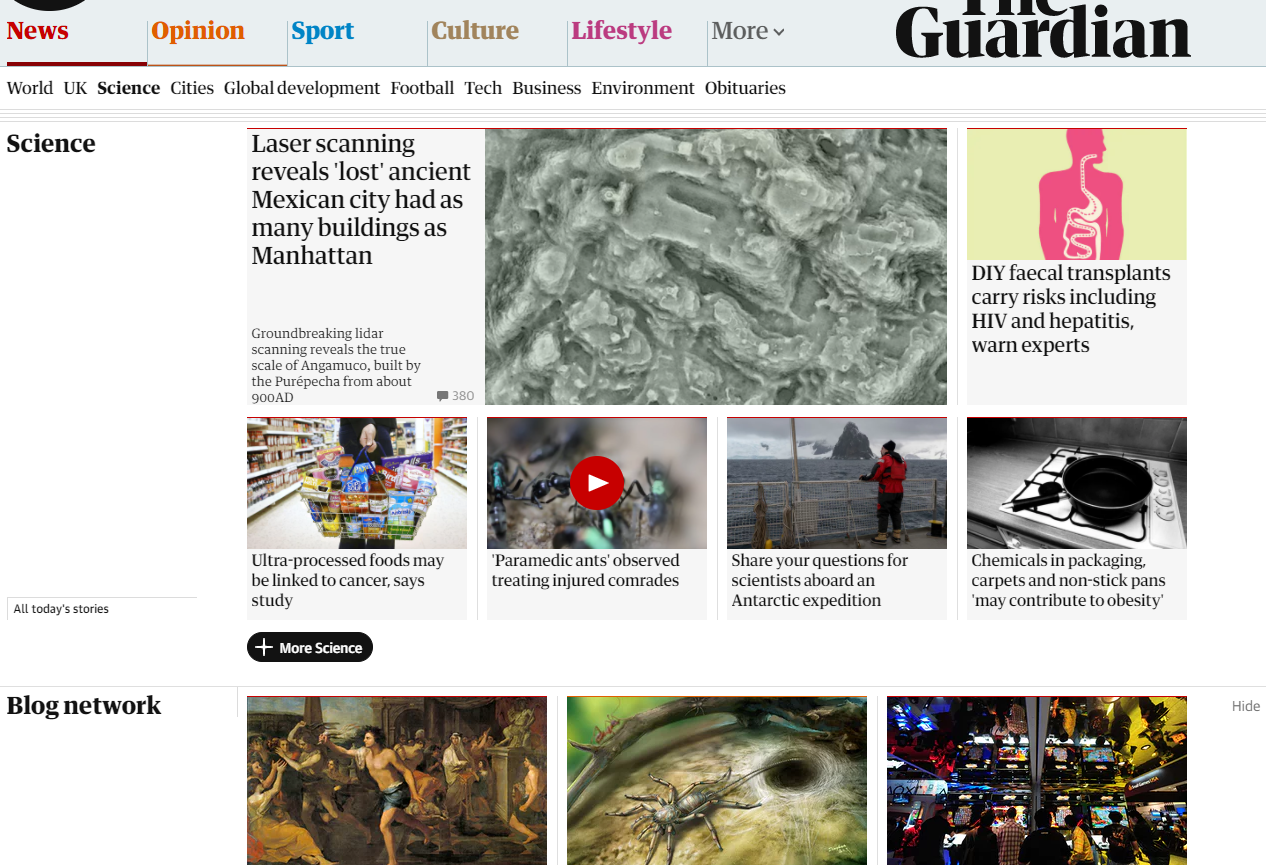 The
Guardian
News
Opinion
Sport
Culture
Lifestyle
More
World UK Science Cities Global development Football Tech Business Environment Obituaries
Science
Laser scanning
reveals 'lost' ancient
Mexican city had as
many buildings as
Manhattan
Groundbreaking lidar
scanning reveals the true
scale of Angamuco, built by
the Purépecha from about
900AD
380
DIY faecal transplants
carry risks including
HIV and hepatitis,
warn experts
Ultra-processed foods may
be linked to cancer, says
study
'Paramedic ants' observed
treating injured comrades
Share your questions for
scientists aboard an
Antarctic expedition
Chemicals in packaging,
carpets and non-stick pans
'may contribute to obesity'
All today's stories
More Science
Blog network
Hide